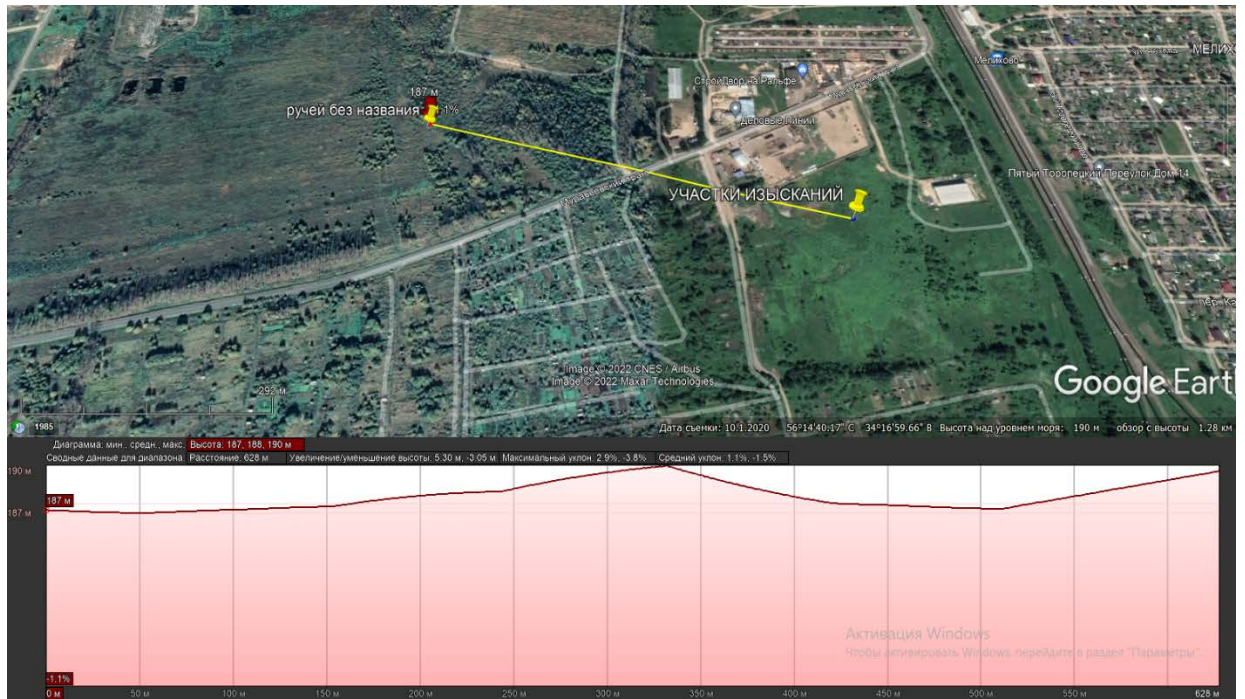 187 м
ручей без названия
-1.1%
СтройДвор на Ральфе
Деловые Линии
Мелихово
МЕЛИХО
Пятый Торопецкий Переулок Дом 14
УЧАСТКИ ИЗЫСКАНИЙ
пер. Ка
Image © 2022 CNES / Airbus
Image © 2022 Maxar Technologies
292 м
Google Eart
1985
Дата съемки: 10.1.2020 56°14'40.17" С 34°16'59.66" В Высота над уровнем моря: 190 м обзор с высоты 1.28 км
Диаграмма: мин., средн., макс. Высота: 187, 188, 190 м
Сводные данные для диапазона: Расстояние: 628 м Увеличение/уменьшение высоты: 5.30 м, -3.05 м Максимальный уклон: 2.9%, -3.8% Средний уклон: 1.1%, -1.5%
190 м
187 м
187 м
Активация Windows
Чтобы активировать Windows, перейдите в раздел "Параметры".
-1.1%
0 м 50 м 100 м 150 м 200 м 250 м 300 м 350 м 400 м 450 м 500 м 550 м 628 м